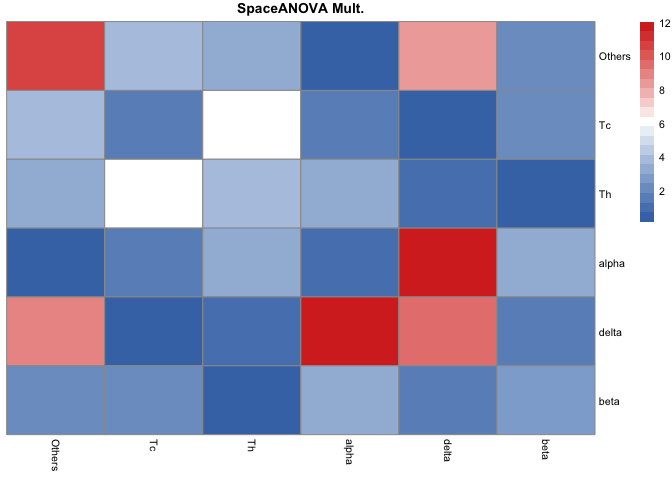 SpaceANOVA Mult.
12
10
8
6
4
2
Others
Tc
Th
alpha
delta
beta
Others
Tc
Th
alpha
delta
beta